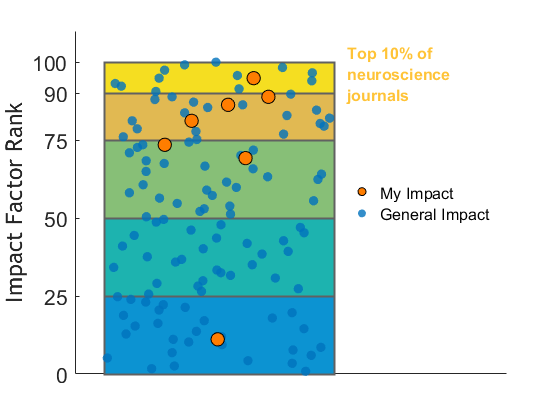 Top 10% of
neuroscience
journals
100
90
75
50
25
0
Impact Factor Rank
My Impact
General Impact